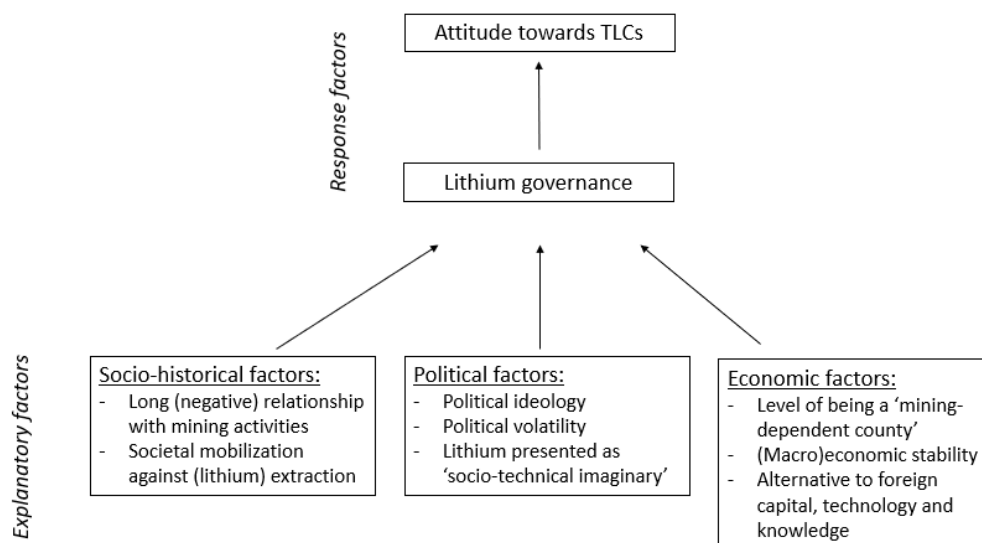 Response factors
Attitude towards TLCs
Lithium governance
Explanatory factors
Socio-historical factors:
- Long (negative) relationship
with mining activities
- Societal mobilization
against (lithium) extraction
Political factors:
- Political ideology
- Political volatility
- Lithium presented as
‘socio-technical imaginary’
Economic factors:
- Level of being a ‘mining-
dependent county’
- (Macro)economic stability
- Alternative to foreign
capital, technology and
knowledge